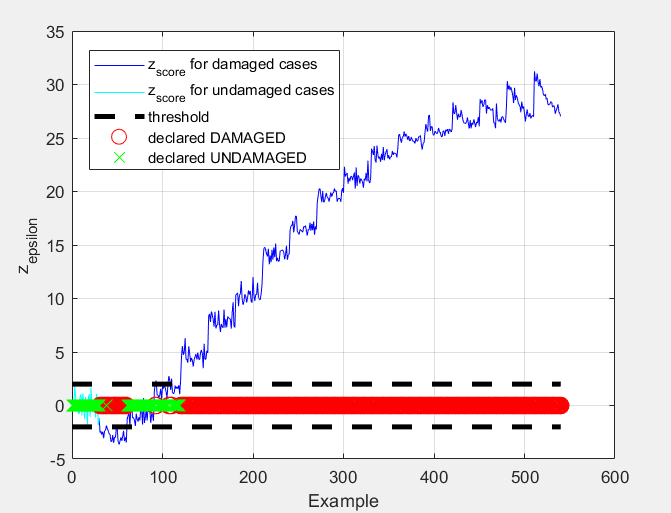 35
30
25
20
15
10
5
0
-5
z_epsilon
z_score for damaged cases
z_score for undamaged cases
threshold
declared DAMAGED
declared UNDAMAGED
0 100 200 300 400 500 600
Example